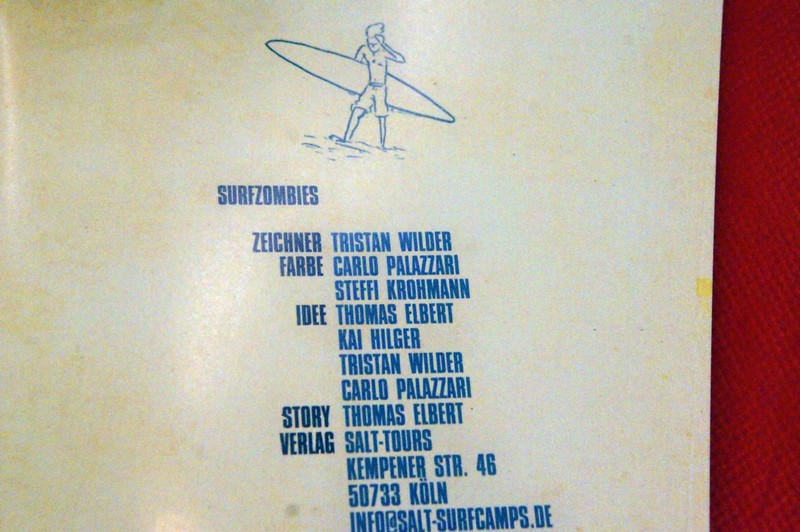 SURFZOMBIES
ZEICHNER TRISTAN WILDER
FARBE CARLO PALAZZARI
STEFFI KROHMANN
IDEE THOMAS ELBERT
KAI HILGER
TRISTAN WILDER
CARLO PALAZZARI
STORY THOMAS ELBERT
VERLAG SALT-TOURS
KEMPENER STR. 46
50733 KÖLN
INFO@SALT-SURFCAMPS.DE